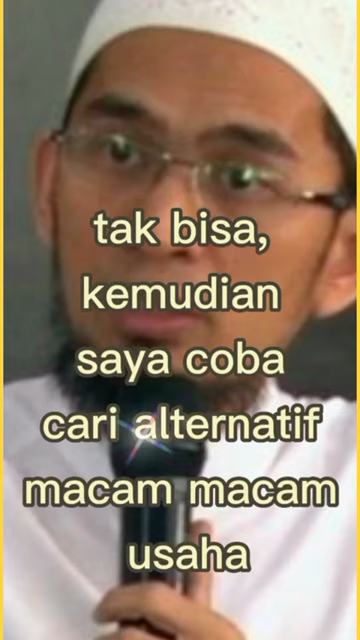 tak bisa,
kemudian
saya coba
cari alternatif
macam macam
usaha